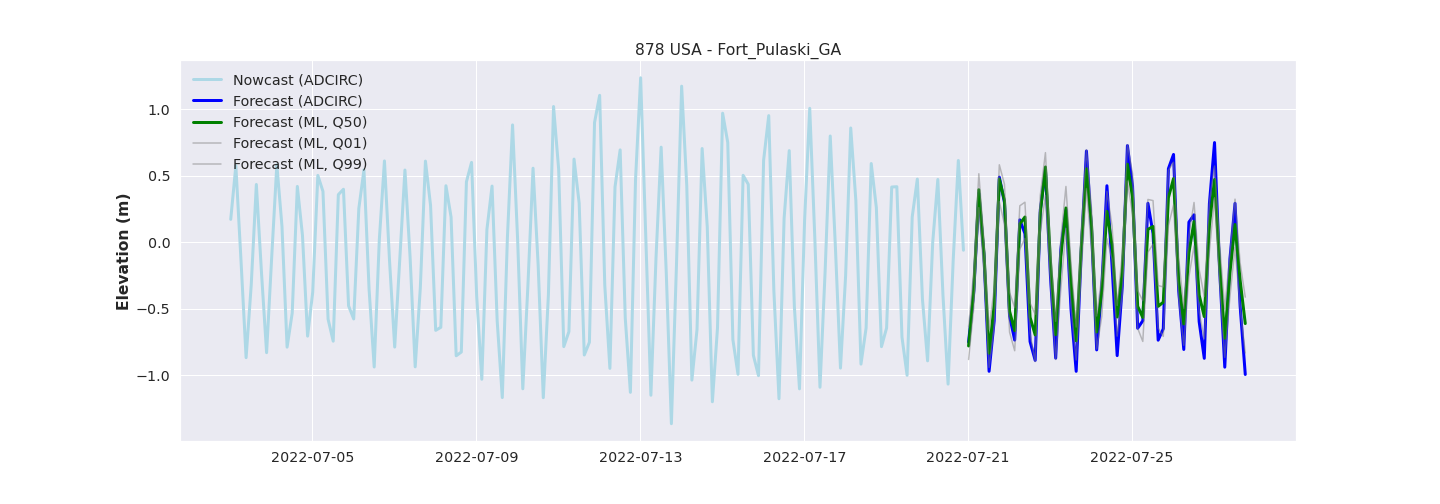 878 USA - Fort_Pulaski_GA
Nowcast (ADCIRC)
Forecast (ADCIRC)
Forecast (ML, Q50)
Forecast (ML, Q01)
Forecast (ML, Q99)
Elevation (m)
1.0
0.5
0.0
−0.5
−1.0
2022-07-05
2022-07-09
2022-07-13
2022-07-17
2022-07-21
2022-07-25